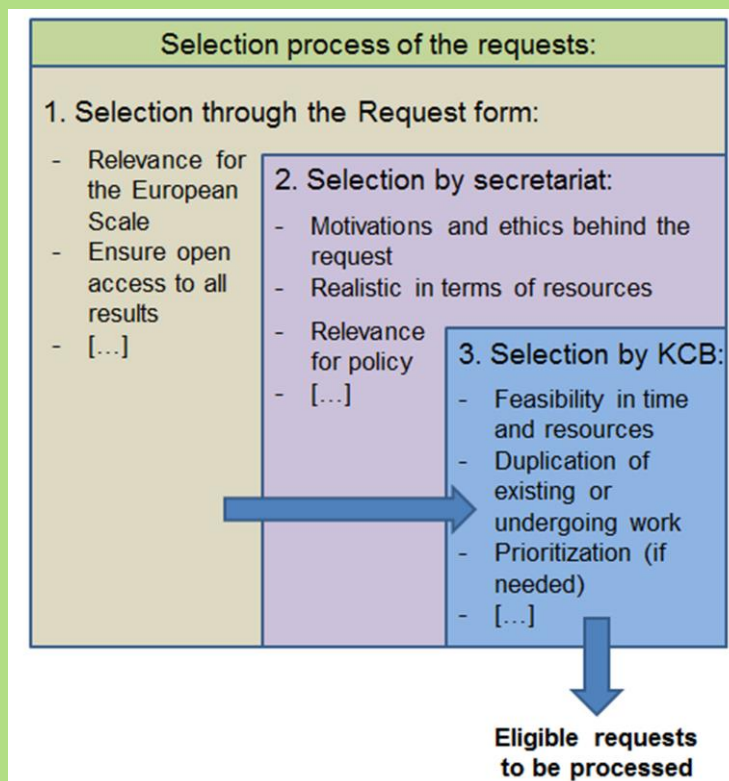 Selection process of the requests:
1. Selection through the Request form:
- Relevance for
the European
Scale
- Ensure open
access to all
results
- [...]
2. Selection by secretariat:
- Motivations and ethics behind the
request
- Realistic in terms of resources
- Relevance
for policy
- [...]
3. Selection by KCB:
- Feasibility in time
and resources
- Duplication of
existing or
undergoing work
- Prioritization (if
needed)
- [...]
Eligible requests
to be processed